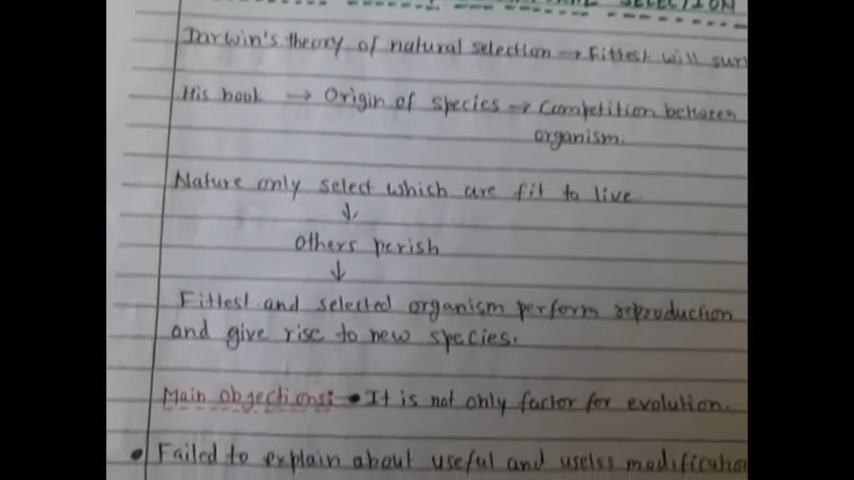 SELECTION
Darwin's theory of natural selection → Fittest will sur
His book → Origin of species → Competition between
organism.
Nature only select which are fit to live
↓
others perish
↓
Fittest and selected organism perform reproduction
and give rise to new species.
Main objections: • It is not only factor for evolution.
• Failed to explain about useful and uselss modification